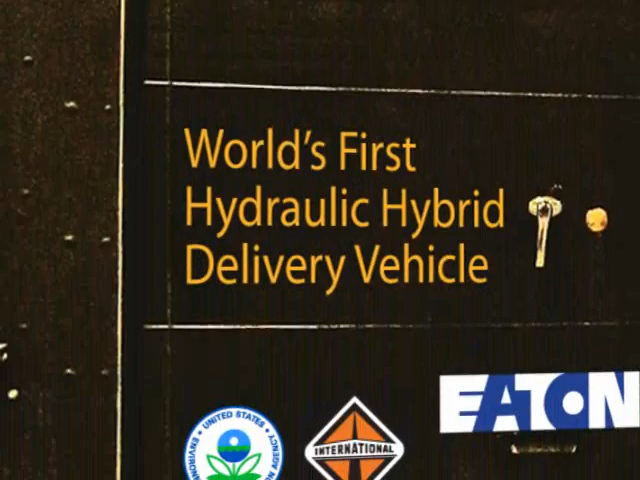 World's First
Hydraulic Hybrid
Delivery Vehicle
EATON
UNITED STATES
INTERNATIONAL